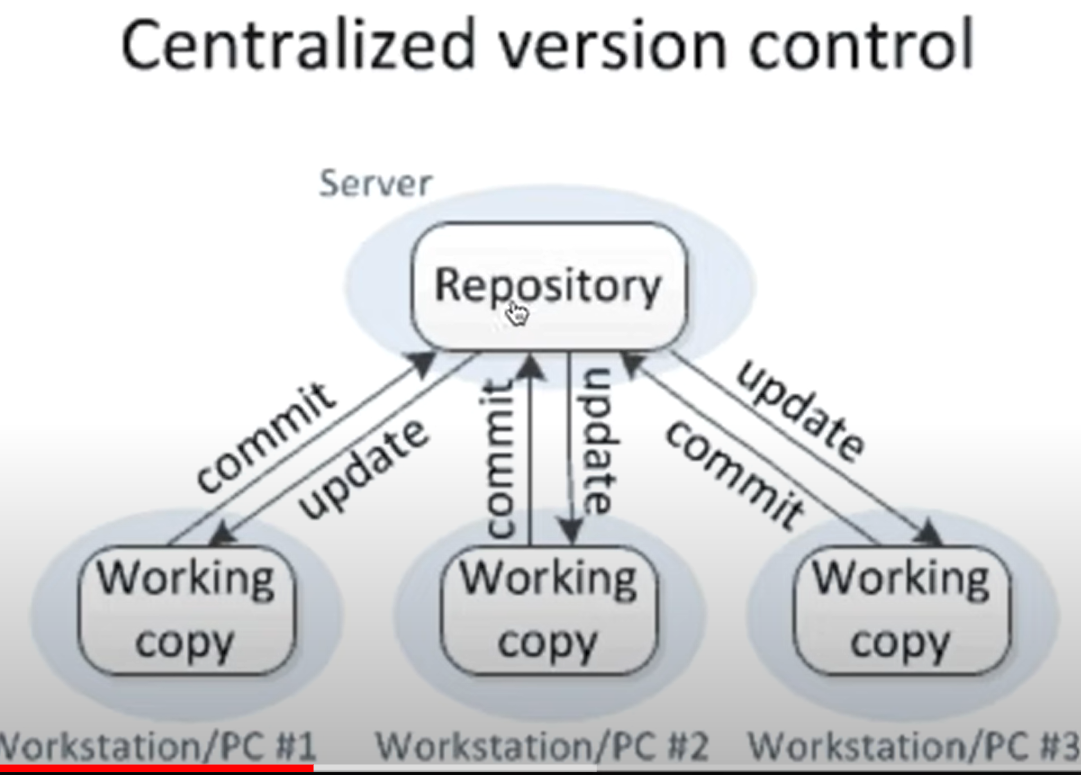 Centralized version control
Server
Repository
commit
update
commit
update
commit
update
Working
copy
Working
copy
Working
copy
Workstation/PC #1
Workstation/PC #2
Workstation/PC #3